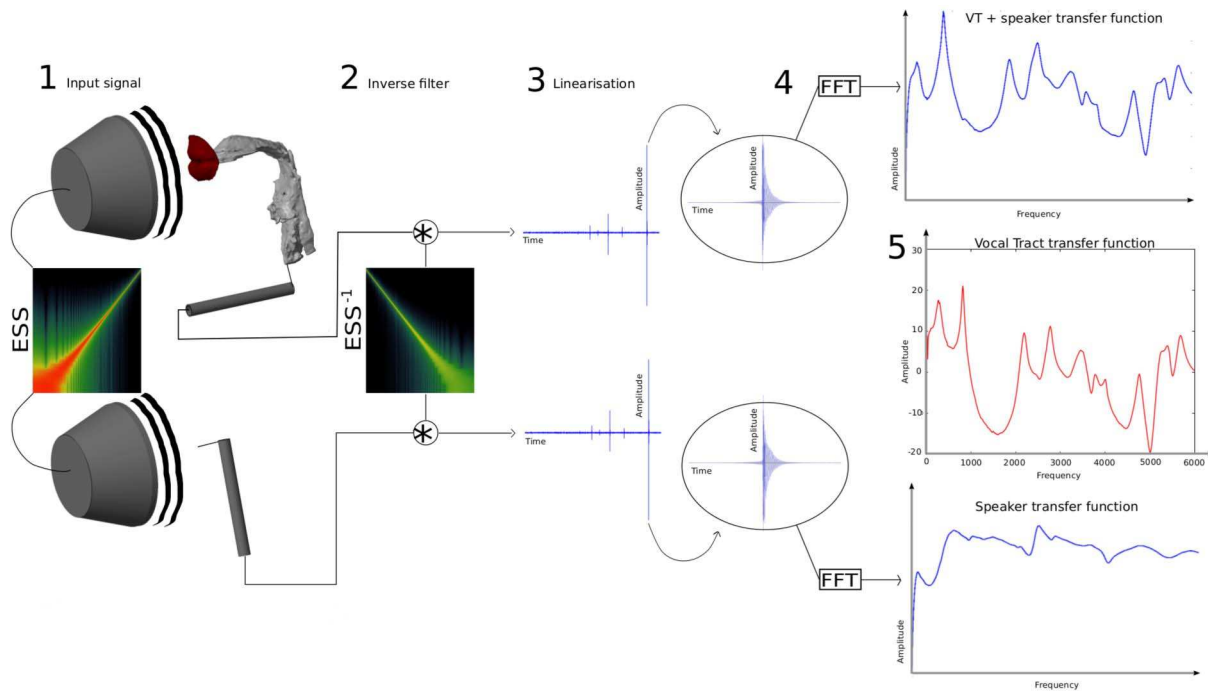 1 Input signal
2 Inverse filter
3 Linearisation
4
FFT
VT + speaker transfer function
Amplitude
Frequency
Amplitude
Time
Amplitude
Time
ESS
ESS-1
*
*
5
Vocal Tract transfer function
30
20
10
0
-10
-20
Amplitude
0 1000 2000 3000 4000 5000 6000
Frequency
Amplitude
Time
Amplitude
Time
FFT
Speaker transfer function
Amplitude
Frequency